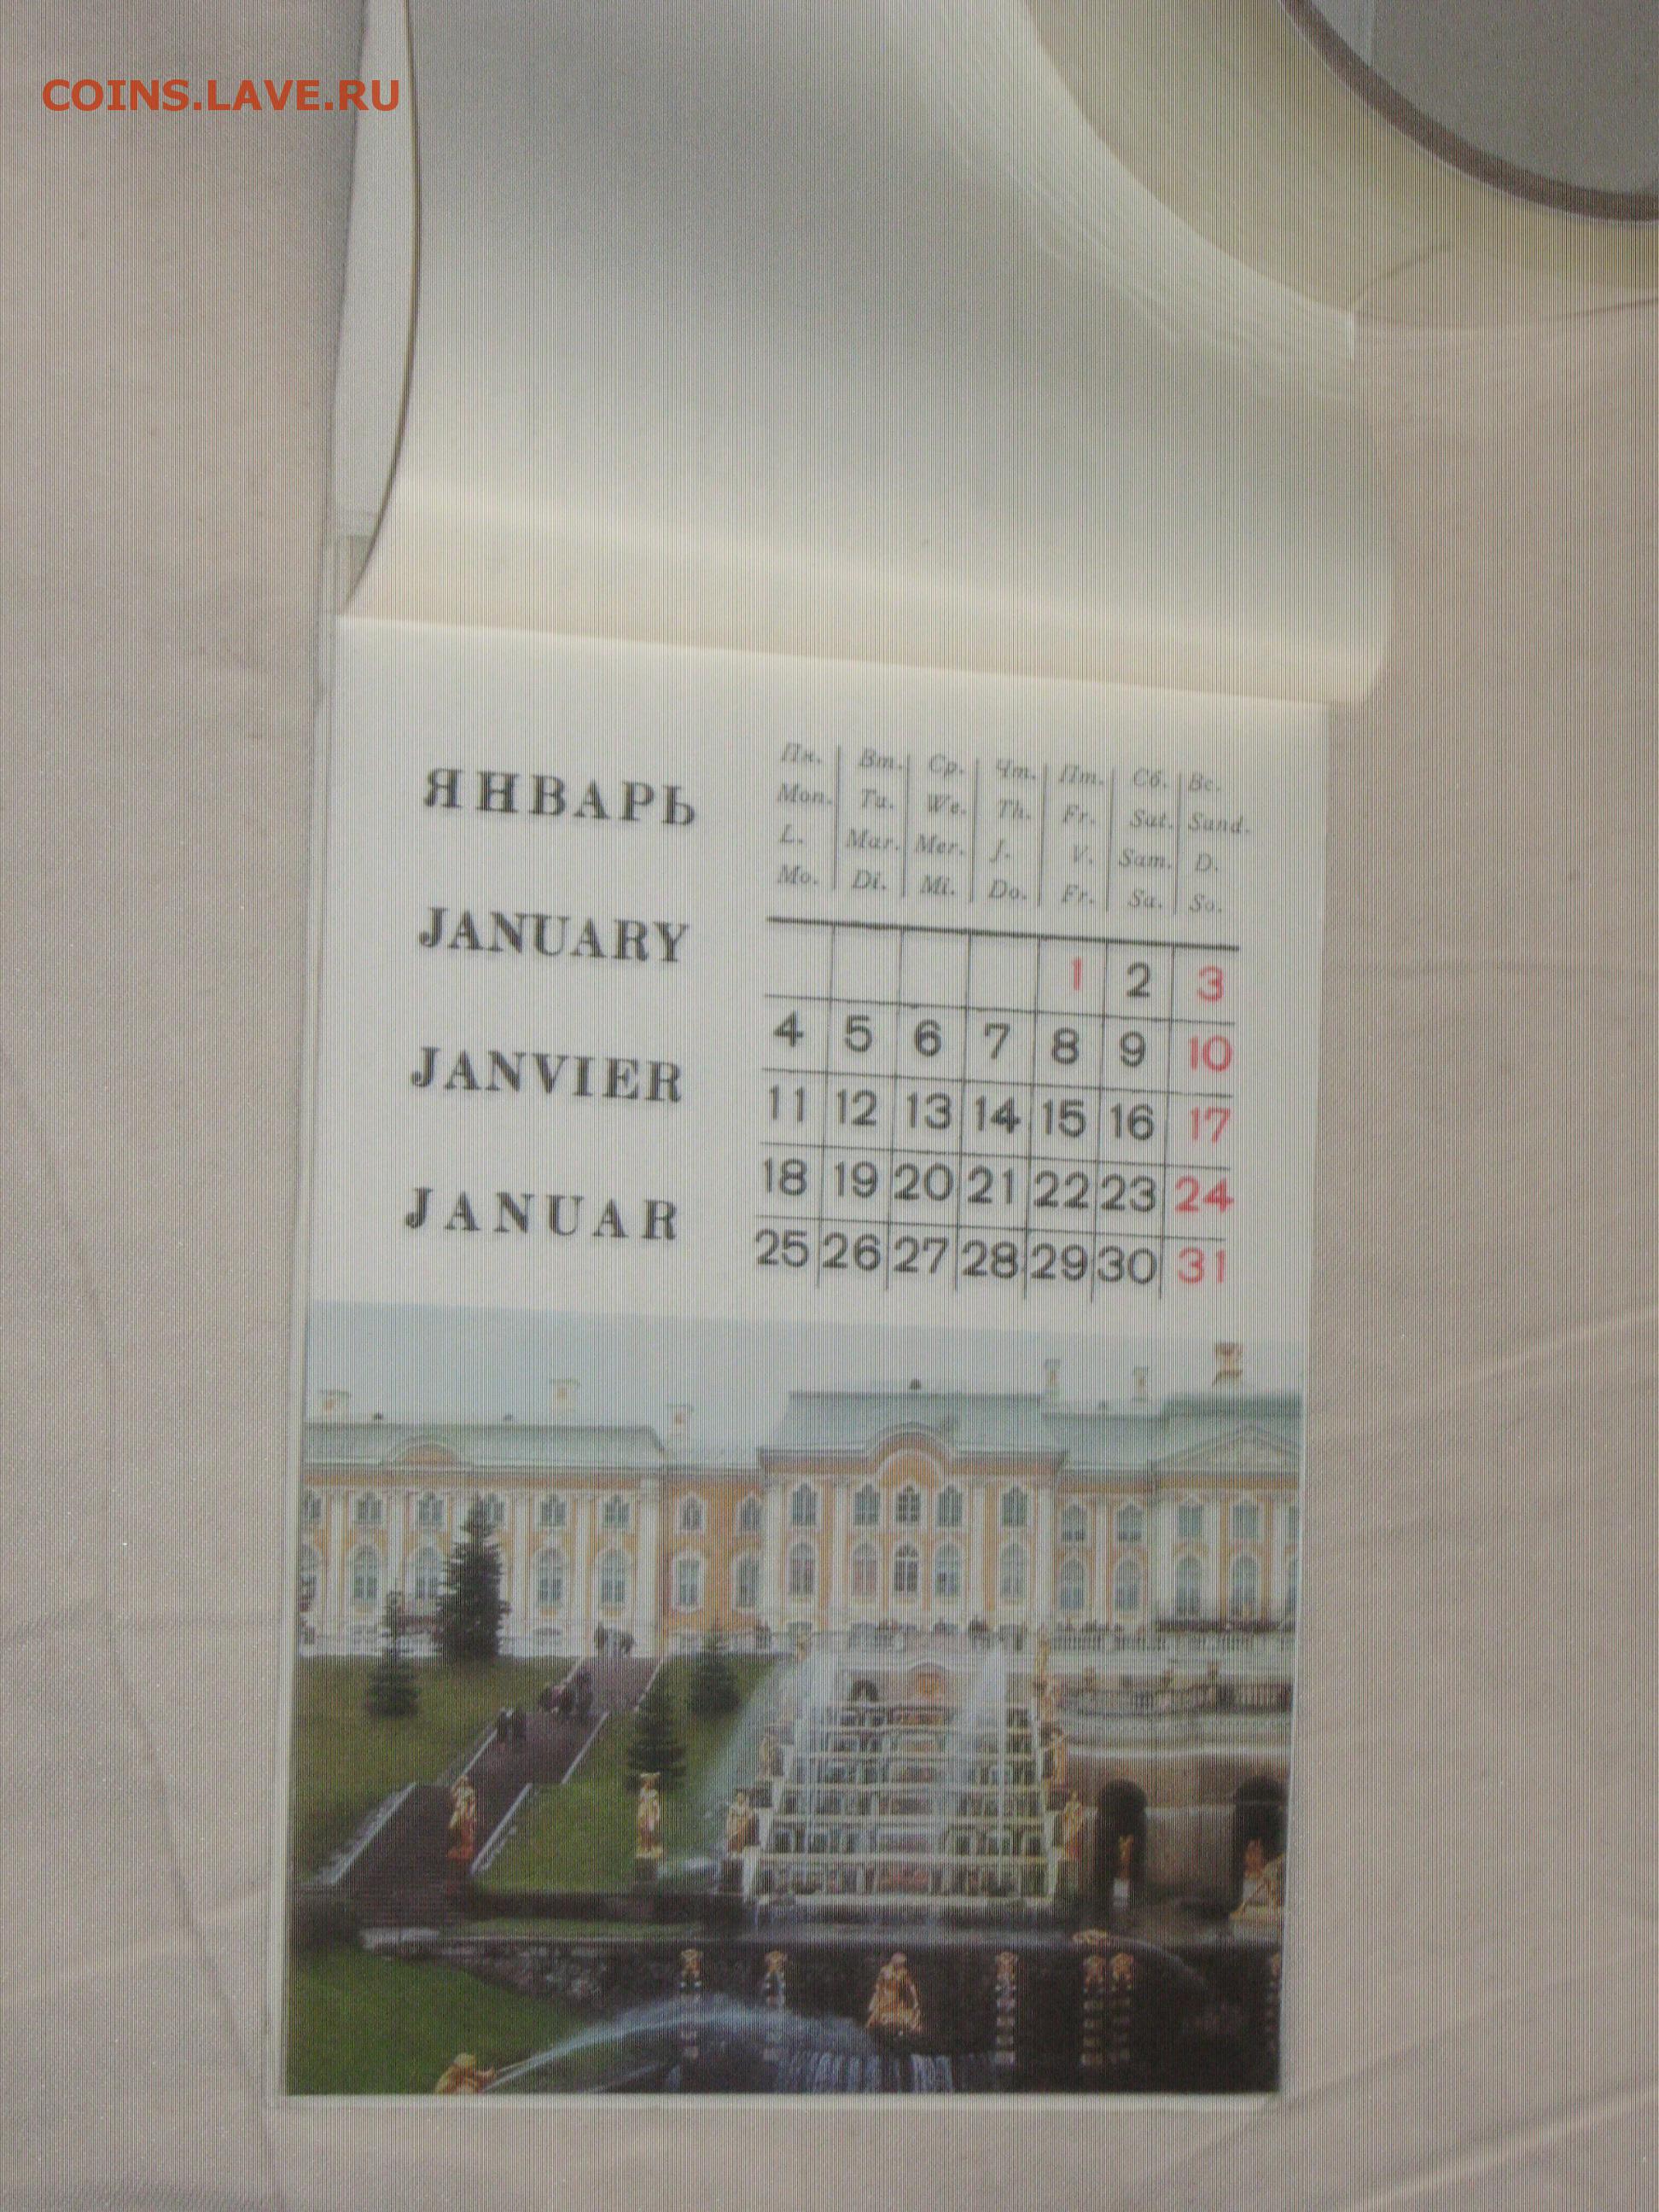 COINS.LAVE.RU
ЯНВАРЬ
JANUARY
JANVIER
JANUAR
Пн. Вт. Ср. Чт. Пт. Сб. Вс.
Mon. Tu. We. Th. Fr. Sat. Sund.
L. Mar. Mer. J. V. Sam. D.
Mo. Di. Mi. Do. Fr. Sa. So.
1 2 3
4 5 6 7 8 9 10
11 12 13 14 15 16 17
18 19 20 21 22 23 24
25 26 27 28 29 30 31